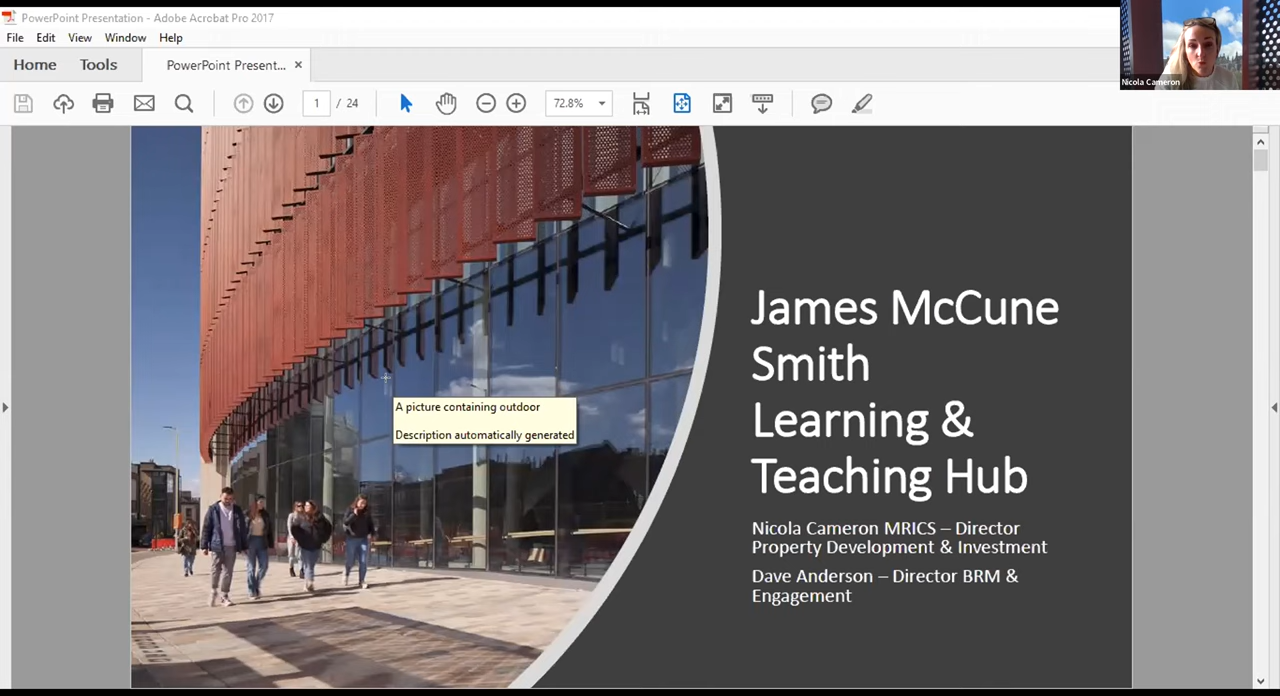 PowerPoint Presentation - Adobe Acrobat Pro 2017
File Edit View Window Help
Home Tools PowerPoint Present... ×
1 / 24 72.8%
Nicola Cameron
James McCune
Smith
Learning &
Teaching Hub
A picture containing outdoor
Description automatically generated
Nicola Cameron MRICS – Director
Property Development & Investment
Dave Anderson – Director BRM &
Engagement